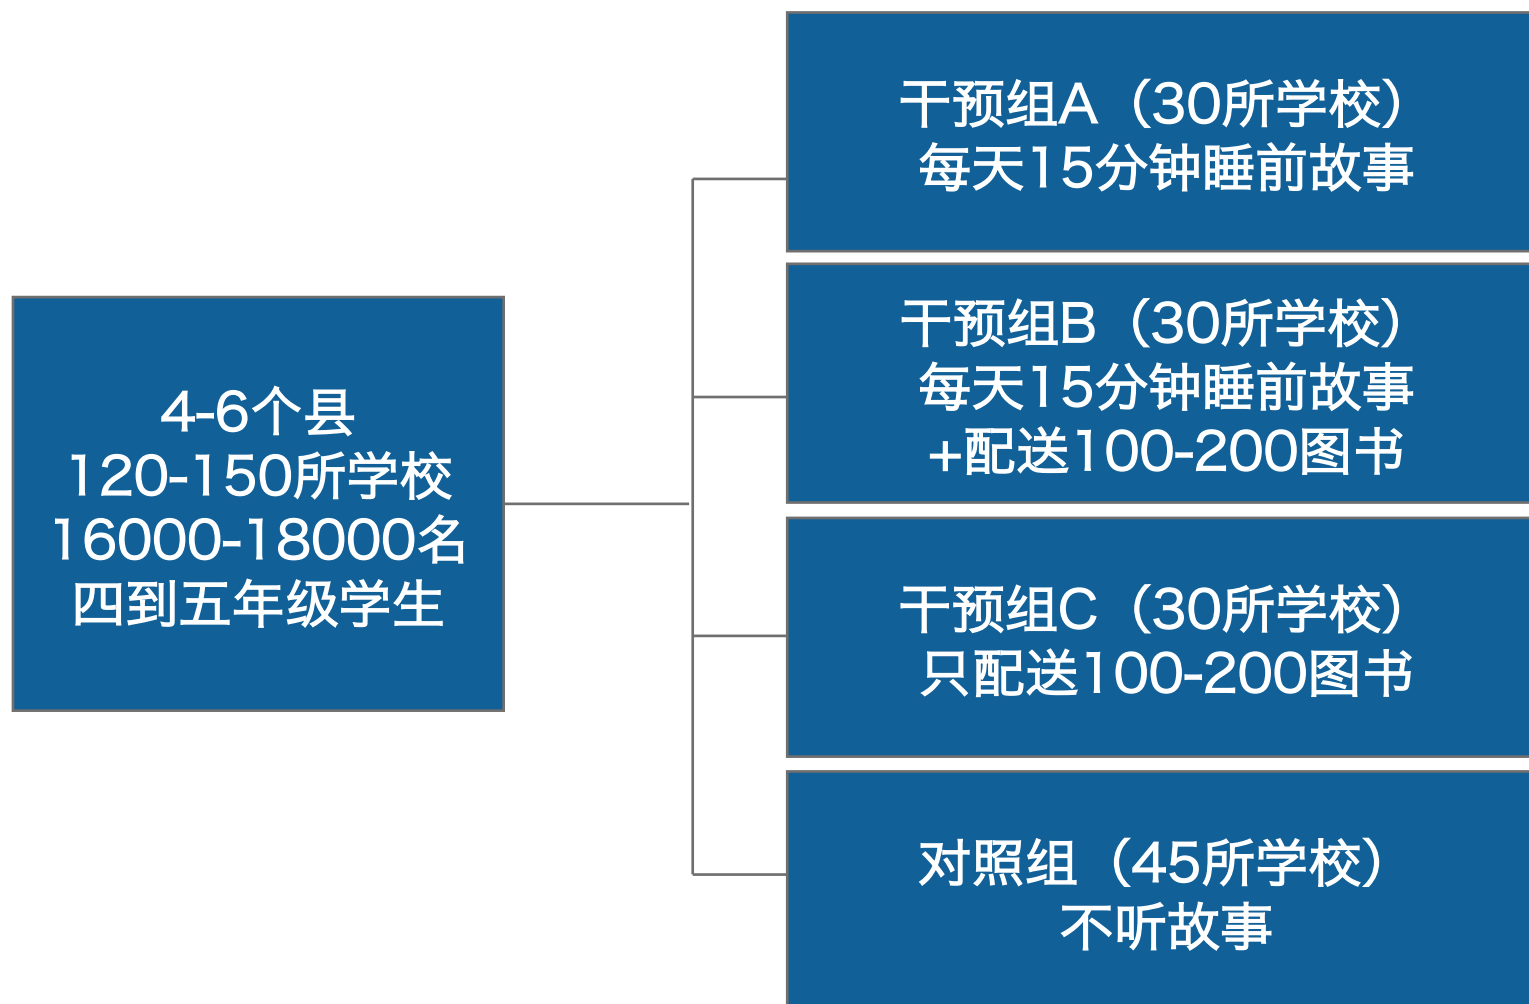 4-6个县
120-150所学校
16000-18000名
四到五年级学生
干预组A（30所学校）
每天15分钟睡前故事
干预组B（30所学校）
每天15分钟睡前故事
+配送100-200图书
干预组C（30所学校）
只配送100-200图书
对照组（45所学校）
不听故事